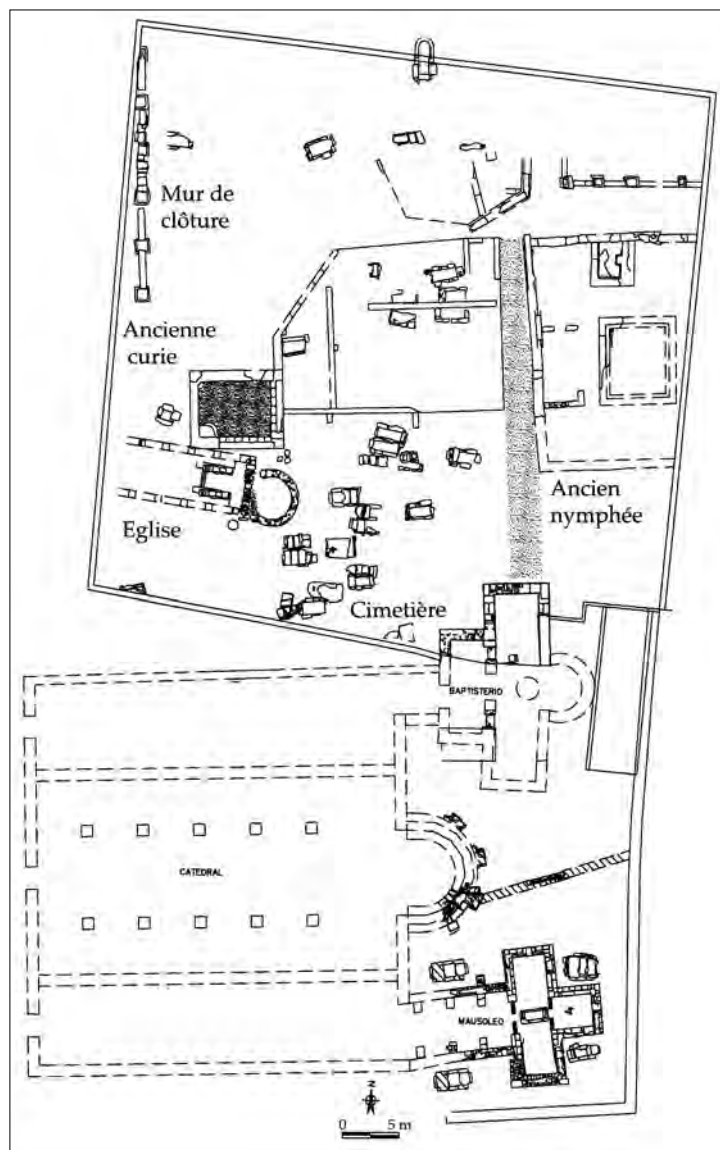 Mur de
clôture
Ancienne
curie
Ancien
nymphée
Eglise
Cimetière
BAPTISTERIO
CATEDRAL
MAUSOLEO
N
0 5 m